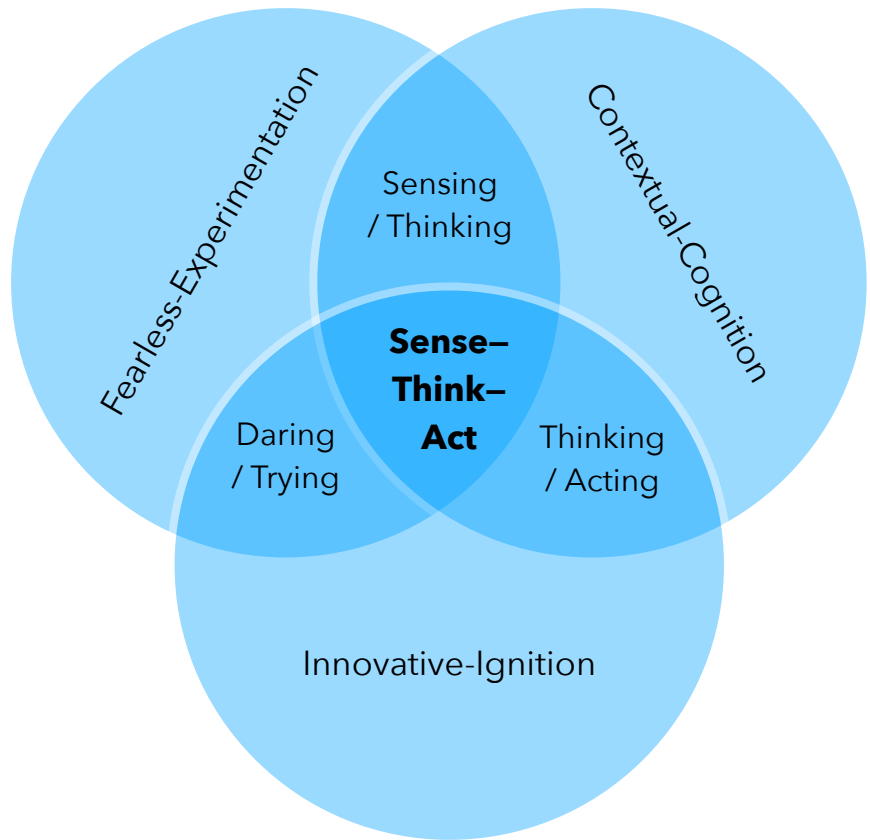 Fearless-Experimentation
Contextual-Cognition
Sensing
/ Thinking
Sense–
Think–
Act
Daring
/ Trying
Thinking
/ Acting
Innovative-Ignition